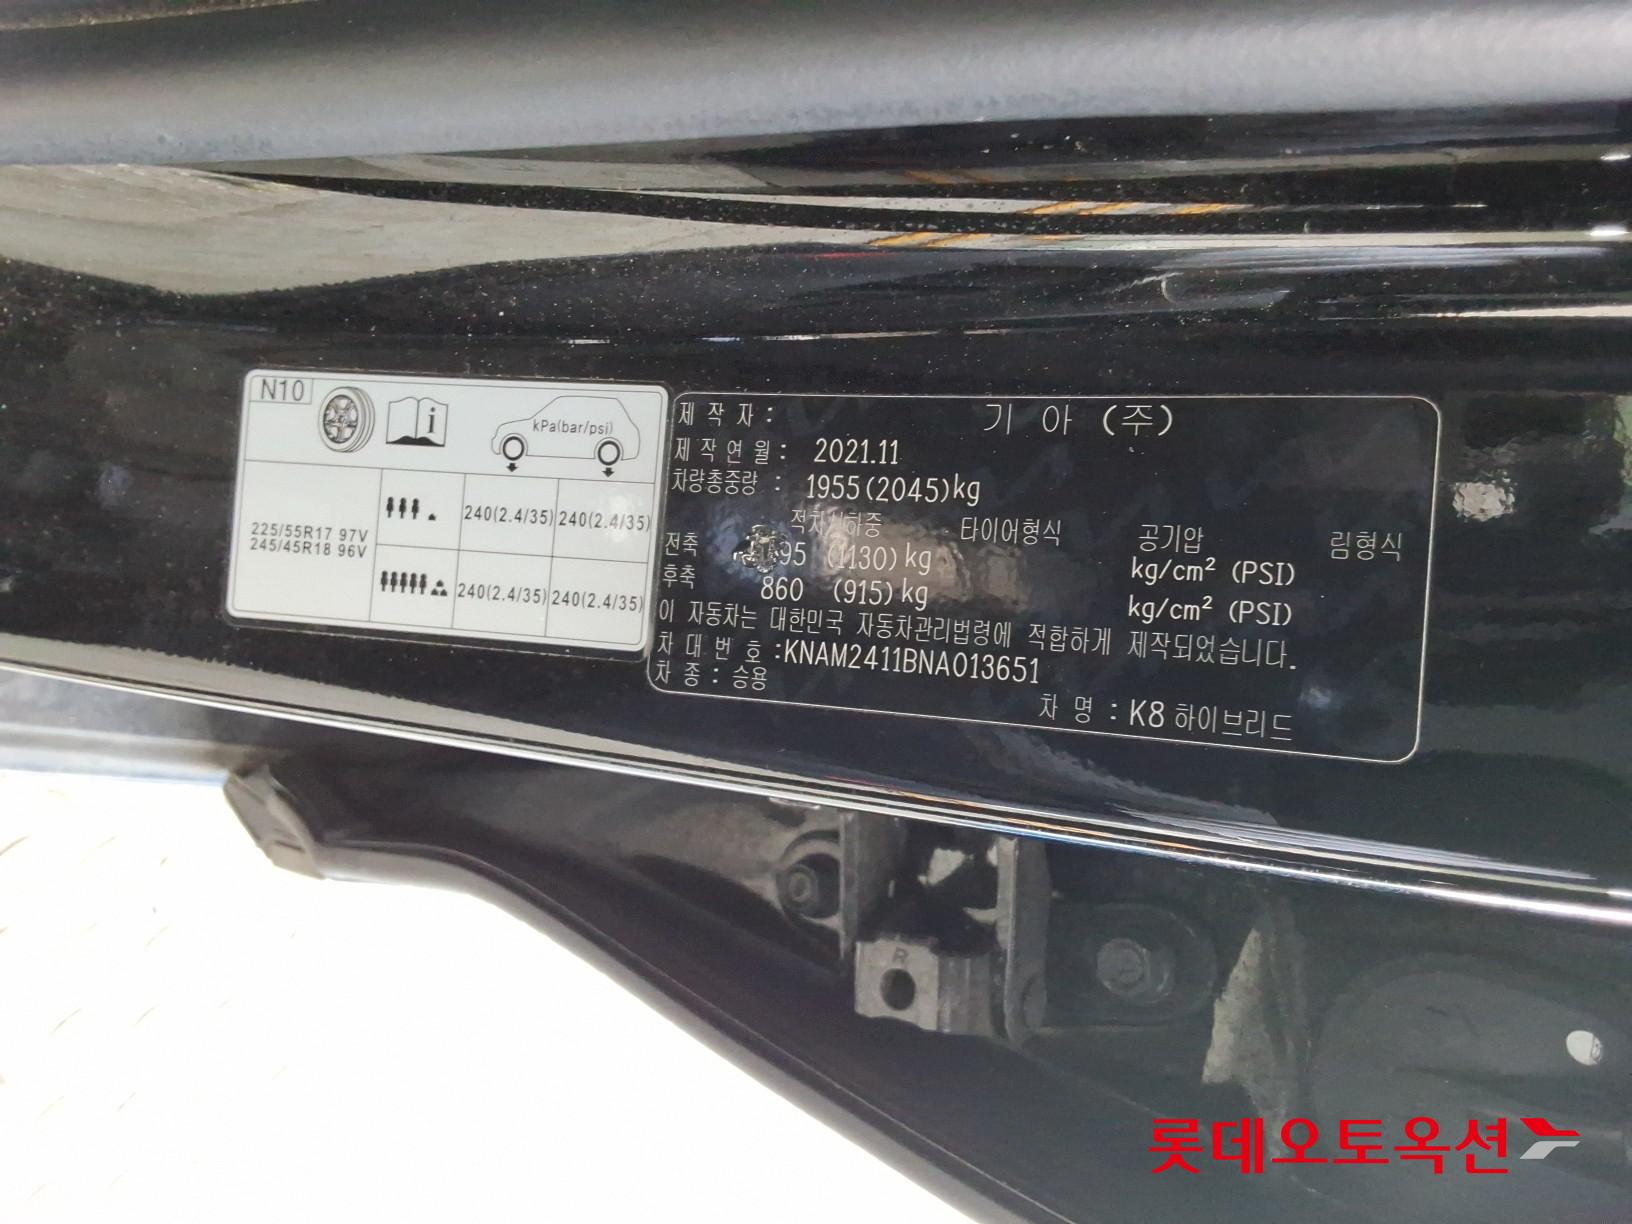 N10
kPa(bar/psi)
225/55R17 97V
245/45R18 96V
240(2.4/35) 240(2.4/35)
240(2.4/35) 240(2.4/35)
제 작 자 : 기 아 (주)
제 작 연 월 : 2021.11
차량총중량 : 1955(2045)kg
타이어형식 공기압 림형식
전축 (1130)kg kg/cm² (PSI)
후축 860 (915)kg kg/cm² (PSI)
이 자동차는 대한민국 자동차관리법령에 적합하게 제작되었습니다.
차 대 번 호 : KNAM2411BNA013651
차 종 : 승용
차 명 : K8 하이브리드
R
롯데오토옥션